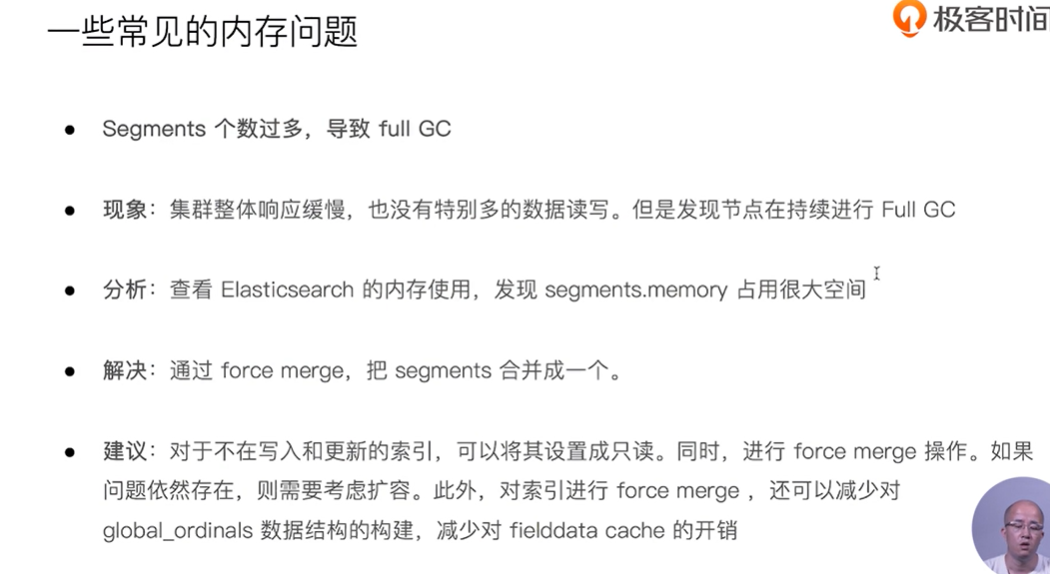 一些常见的内存问题
极客时间
Segments 个数过多，导致 full GC
现象：集群整体响应缓慢，也没有特别多的数据读写。但是发现节点在持续进行 Full GC
分析：查看 Elasticsearch 的内存使用，发现 segments.memory 占用很大空间
解决：通过 force merge，把 segments 合并成一个。
建议：对于不在写入和更新的索引，可以将其设置成只读。同时，进行 force merge 操作。如果
问题依然存在，则需要考虑扩容。此外，对索引进行 force merge ，还可以减少对
global_ordinals 数据结构的构建，减少对 fielddata cache 的开销